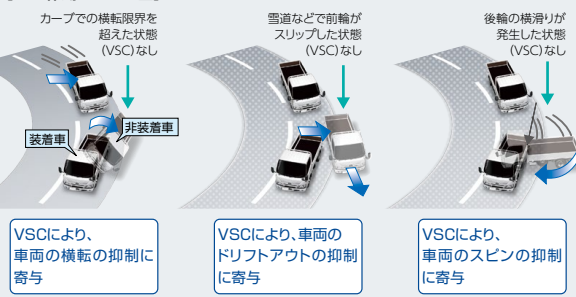 カーブでの横転限界を
超えた状態
(VSC)なし
装着車
非装着車
VSCにより、
車両の横転の抑制に
寄与
雪道などで前輪が
スリップした状態
(VSC)なし
VSCにより、車両の
ドリフトアウトの抑制
に寄与
後輪の横滑りが
発生した状態
(VSC)なし
VSCにより、
車両のスピンの抑制
に寄与